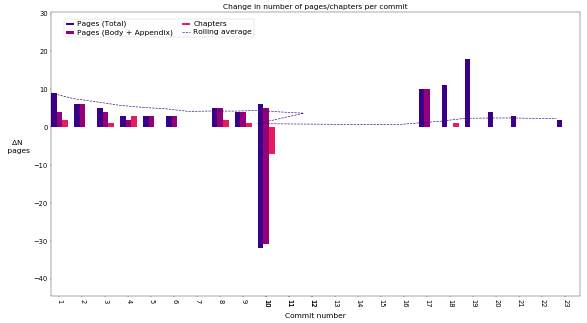 Change in number of pages/chapters per commit
Pages (Total)
Pages (Body + Appendix)
Chapters
Rolling average
30
20
10
0
−10
−20
−30
−40
ΔN
pages
1 2 3 4 5 6 7 8 9 10 11 12 13 14 15 16 17 18 19 20 21 22 23
Commit number